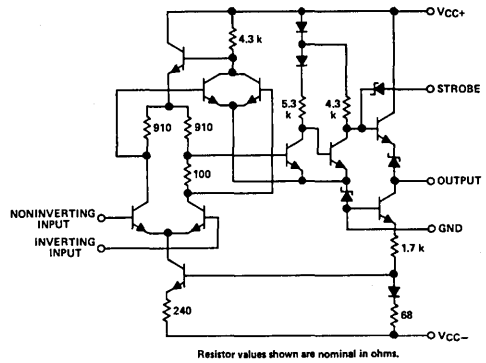 VCC+
4.3 k
STROBE
5.3
k
4.3
k
910
910
100
OUTPUT
NONINVERTING
INPUT
INVERTING
INPUT
GND
1.7 k
240
68
VCC−
Resistor values shown are nominal in ohms.